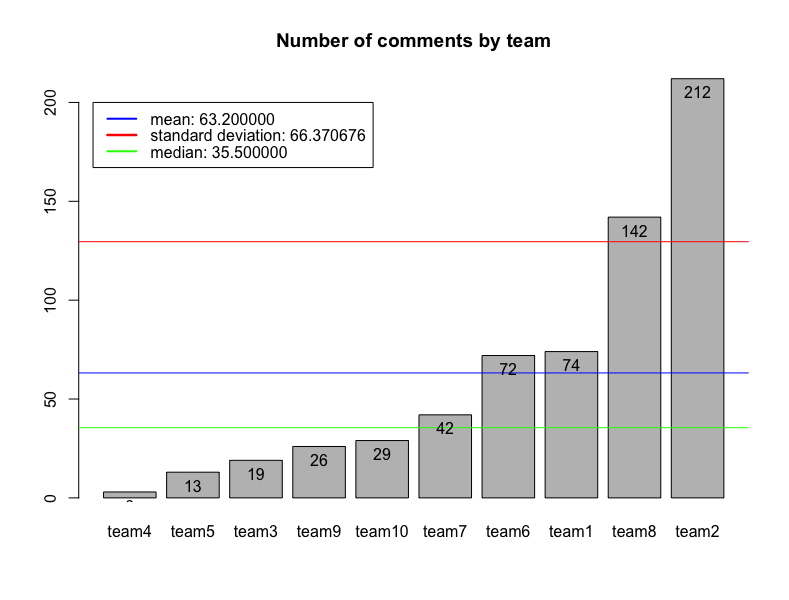 Number of comments by team
mean: 63.200000
standard deviation: 66.370676
median: 35.500000
200
150
100
50
0
13
19
26
29
42
72
74
142
212
team4 team5 team3 team9 team10 team7 team6 team1 team8 team2